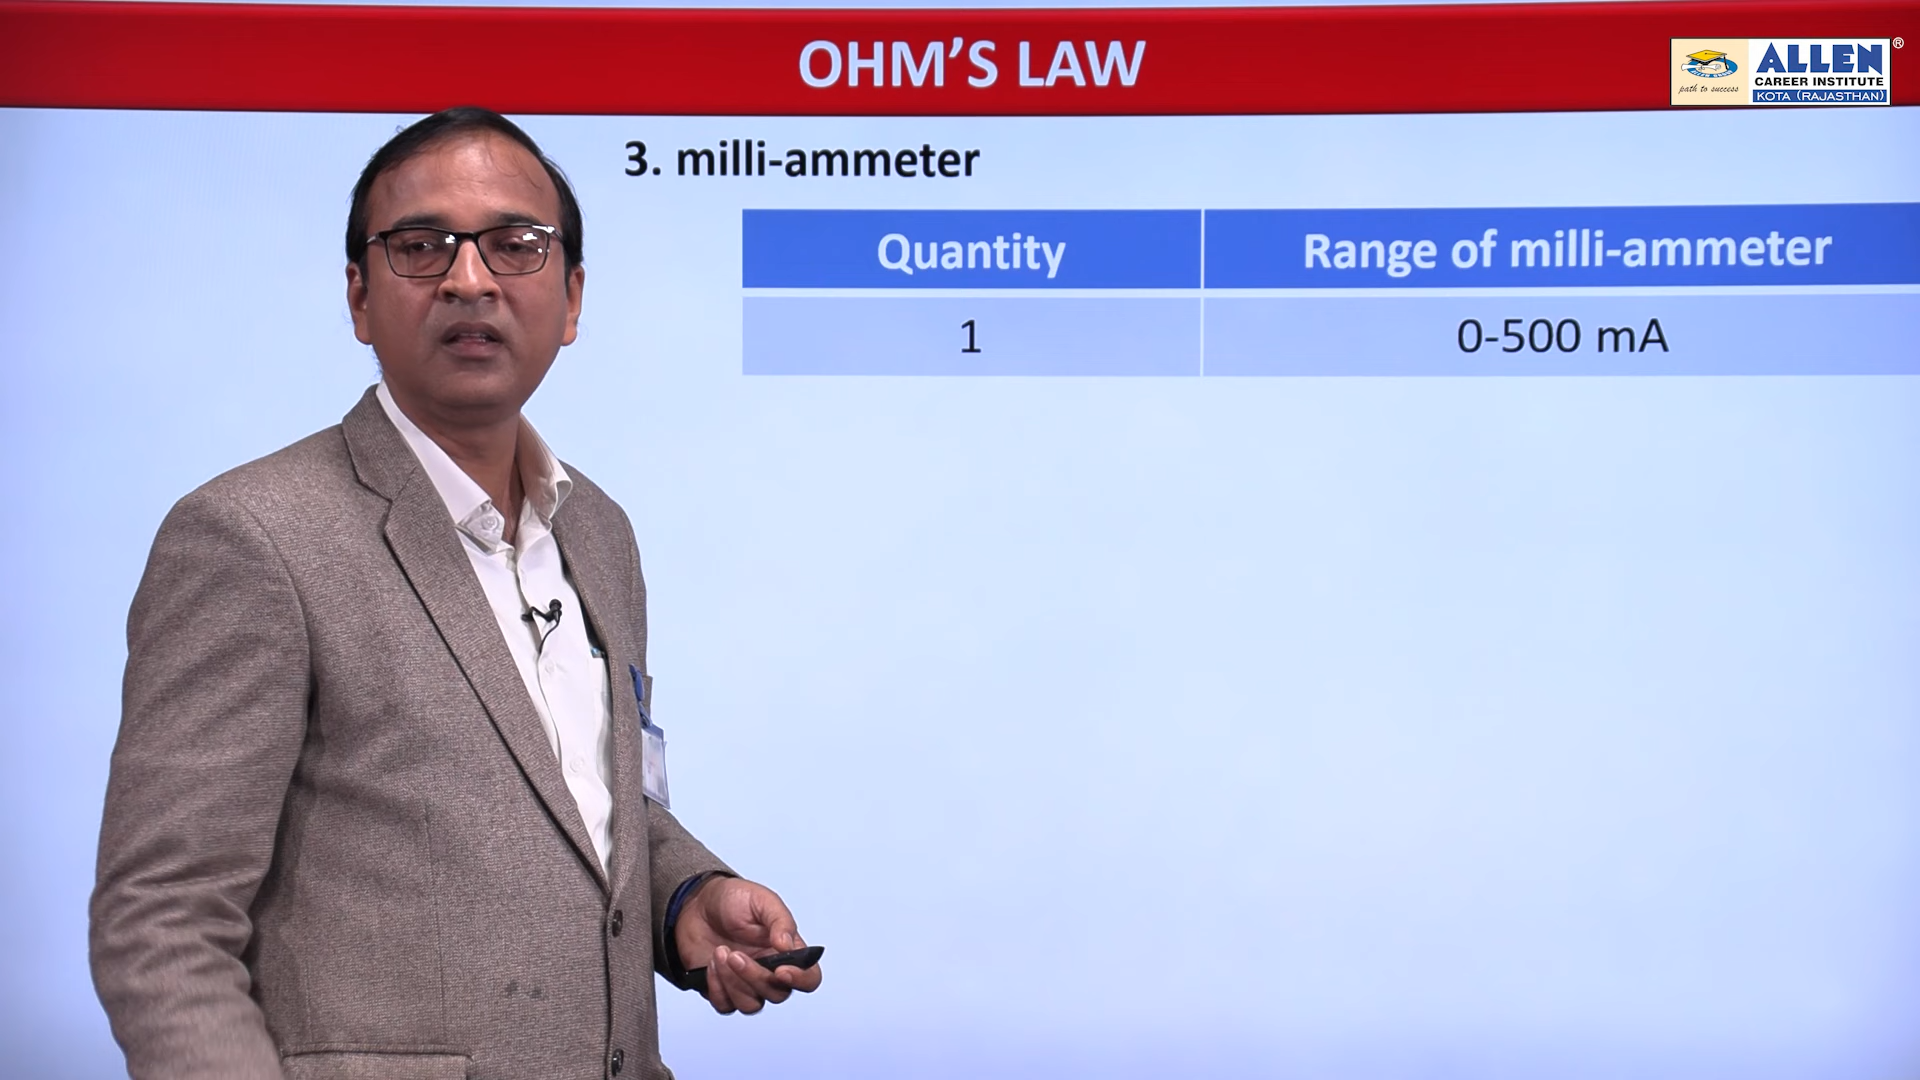 OHM’S LAW
ALLEN®
CAREER INSTITUTE
path to success
KOTA (RAJASTHAN)
3. milli-ammeter
Quantity
Range of milli-ammeter
1
0-500 mA